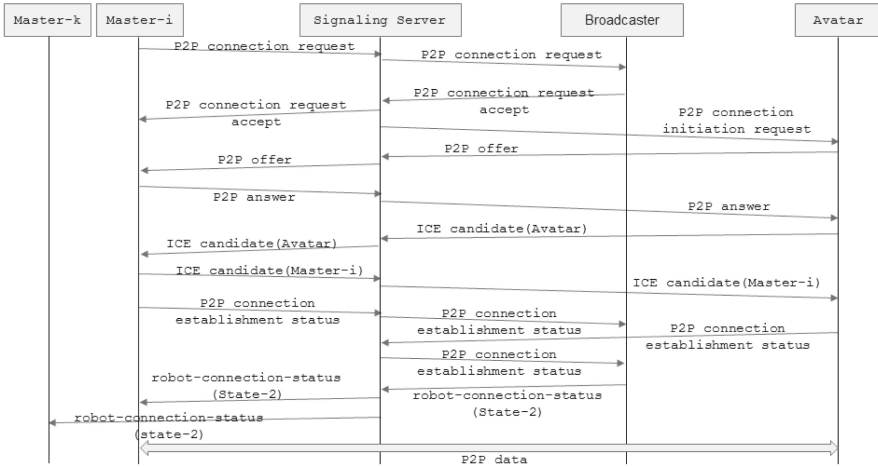 Master-k Master-i Signaling Server Broadcaster Avatar
P2P connection request
P2P connection request
P2P connection request
accept
P2P connection request
accept
P2P connection
initiation request
P2P offer
P2P offer
P2P answer
P2P answer
ICE candidate(Avatar)
ICE candidate(Avatar)
ICE candidate(Master-i)
ICE candidate(Master-i)
P2P connection
establishment status
P2P connection
establishment status
P2P connection
establishment status
P2P connection
establishment status
robot-connection-status
(State-2)
robot-connection-status
(State-2)
robot-connection-status
(state-2)
P2P data